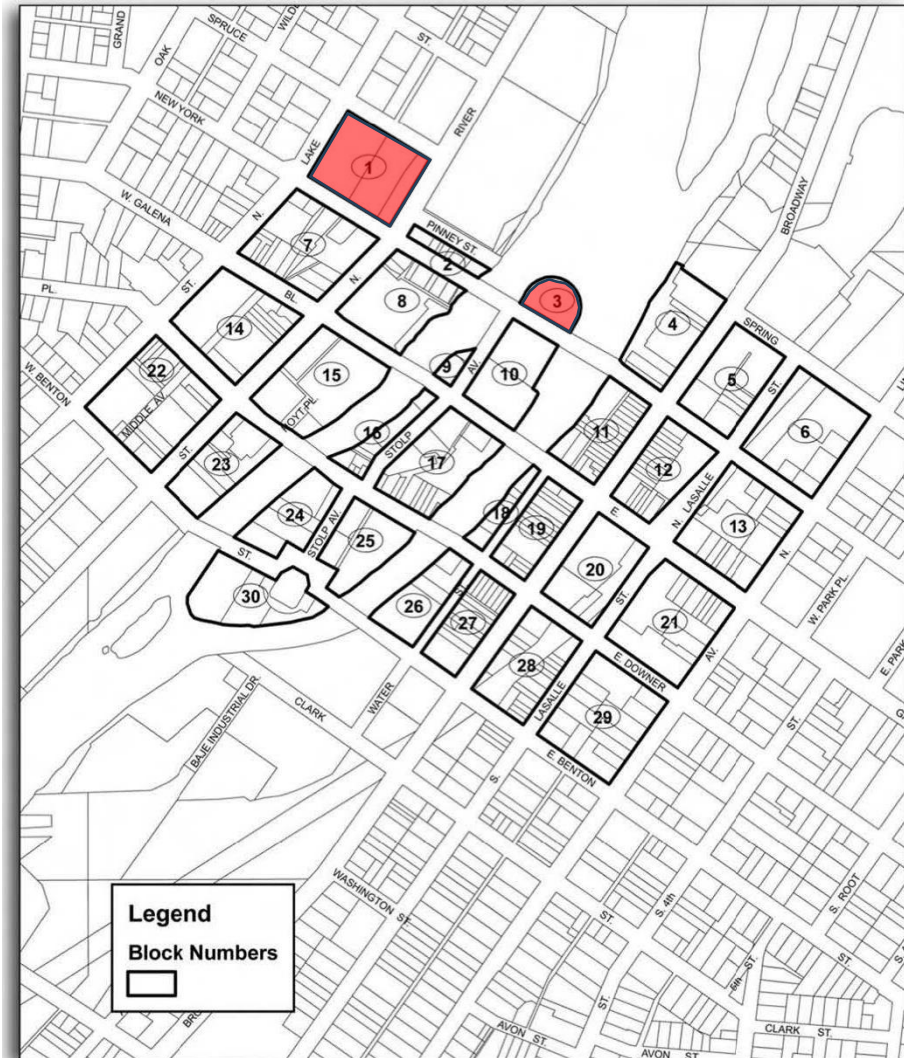 GRAND
WILDE
SPRUCE
ST.
OAK
NEW YORK
RIVER
LAKE
1
W. GALENA
N.
PINNEY ST.
BROADWAY
7
2
N.
3
PL.
ST.
BL.
8
4
SPRING
14
9
AV.
10
5
ST.
W. BENTON
22
15
6
MIDDLE AV.
HOYT PL.
16
STOLP
11
ST.
23
17
12
N. LASALLE
13
18
E
19
N.
24
STOLP AV.
25
20
W. PARK PL.
ST.
30
26
ST.
27
ST.
21
AV.
E. PARK
28
E. DOWNER
LASALLE
29
BAJE INDUSTRIAL DR.
CLARK
WATER
ST.
S.
E. BENTON
WASHINGTON ST.
ST.
S. 4th
S. ROOT
ST.
5th ST.
ST.
AVON ST.
AVON ST.
CLARK ST.
Legend
Block Numbers